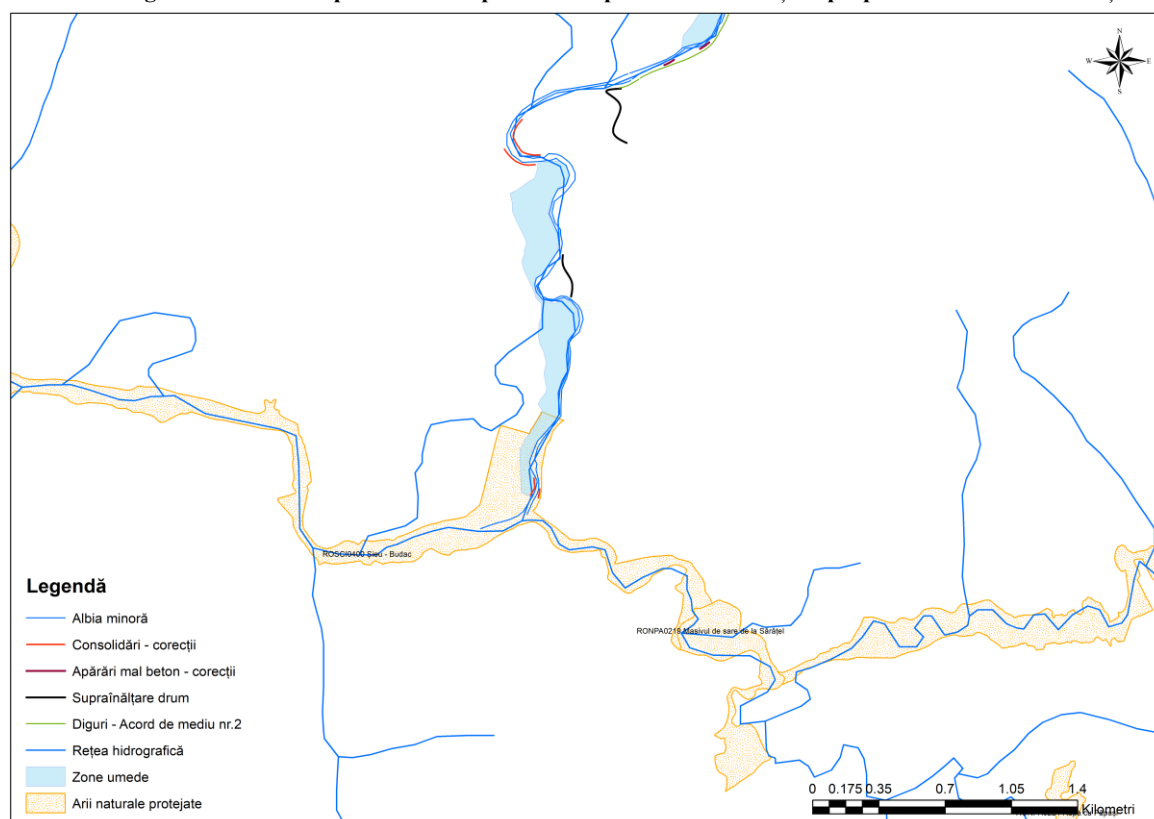 N
W E
S
ROSCI0400 Șieu - Budac
RONPA0219 Masivul de sare de la Sărățel
Legendă
Albia minoră
Consolidări - corecții
Apărări mal beton - corecții
Supraînălțare drum
Diguri - Acord de mediu nr.2
Rețea hidrografică
Zone umede
Arii naturale protejate
0 0.175 0.35 0.7 1.05 1.4
Kilometri